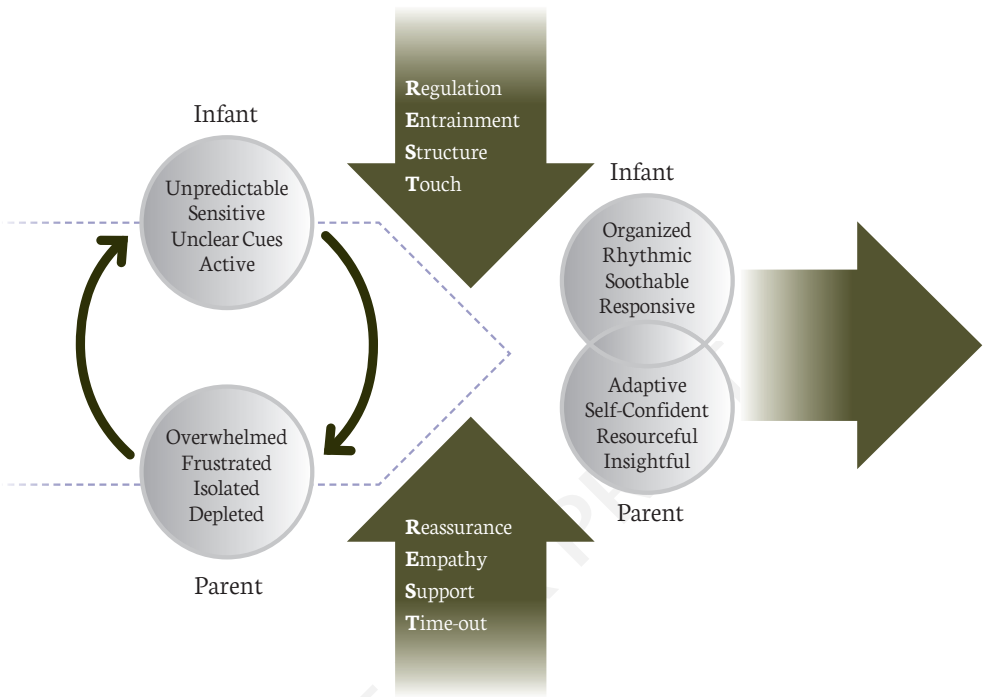 Infant
Unpredictable
Sensitive
Unclear Cues
Active
Overwhelmed
Frustrated
Isolated
Depleted
Parent
Regulation
Entrainment
Structure
Touch
Reassurance
Empathy
Support
Time-out
Infant
Organized
Rhythmic
Soothable
Responsive
Adaptive
Self-Confident
Resourceful
Insightful
Parent